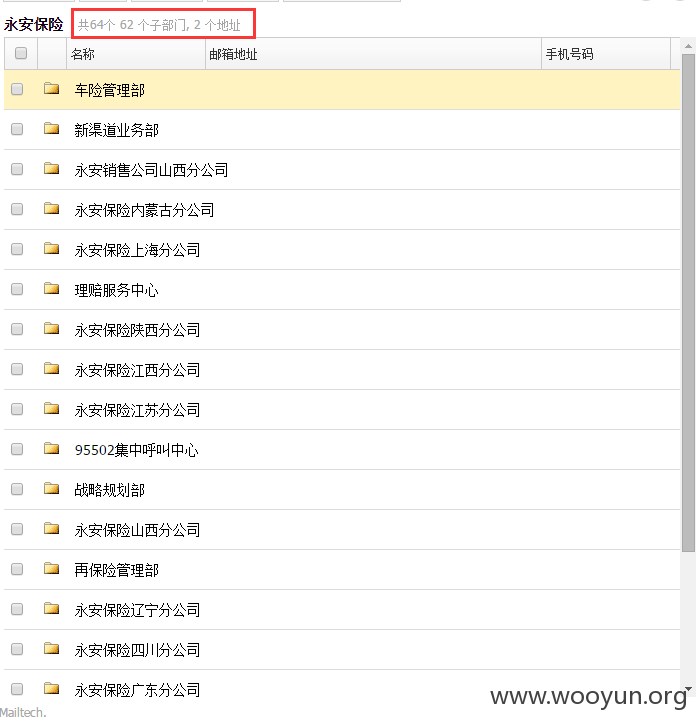 永安保险 共64个 62 个子部门, 2 个地址
名称 邮箱地址 手机号码
车险管理部
新渠道业务部
永安销售公司山西分公司
永安保险内蒙古分公司
永安保险上海分公司
理赔服务中心
永安保险陕西分公司
永安保险江西分公司
永安保险江苏分公司
95502集中呼叫中心
战略规划部
永安保险山西分公司
再保险管理部
永安保险辽宁分公司
永安保险四川分公司
永安保险广东分公司
www.wooyun.org
Mailtech.